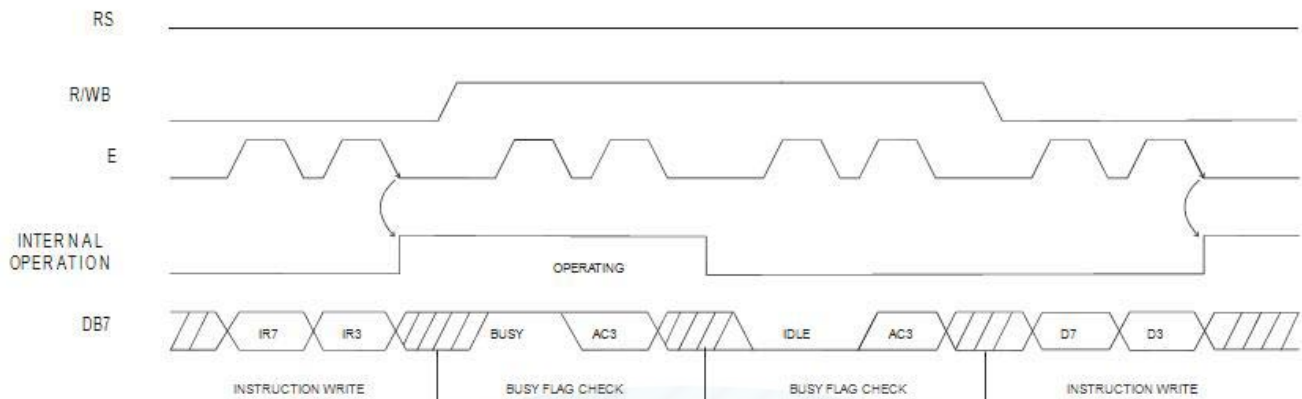 RS
R/WB
E
INTERNAL
OPERATION
OPERATING
DB7
IR7 IR3 BUSY AC3 IDLE AC3 D7 D3
INSTRUCTION WRITE BUSY FLAG CHECK BUSY FLAG CHECK INSTRUCTION WRITE